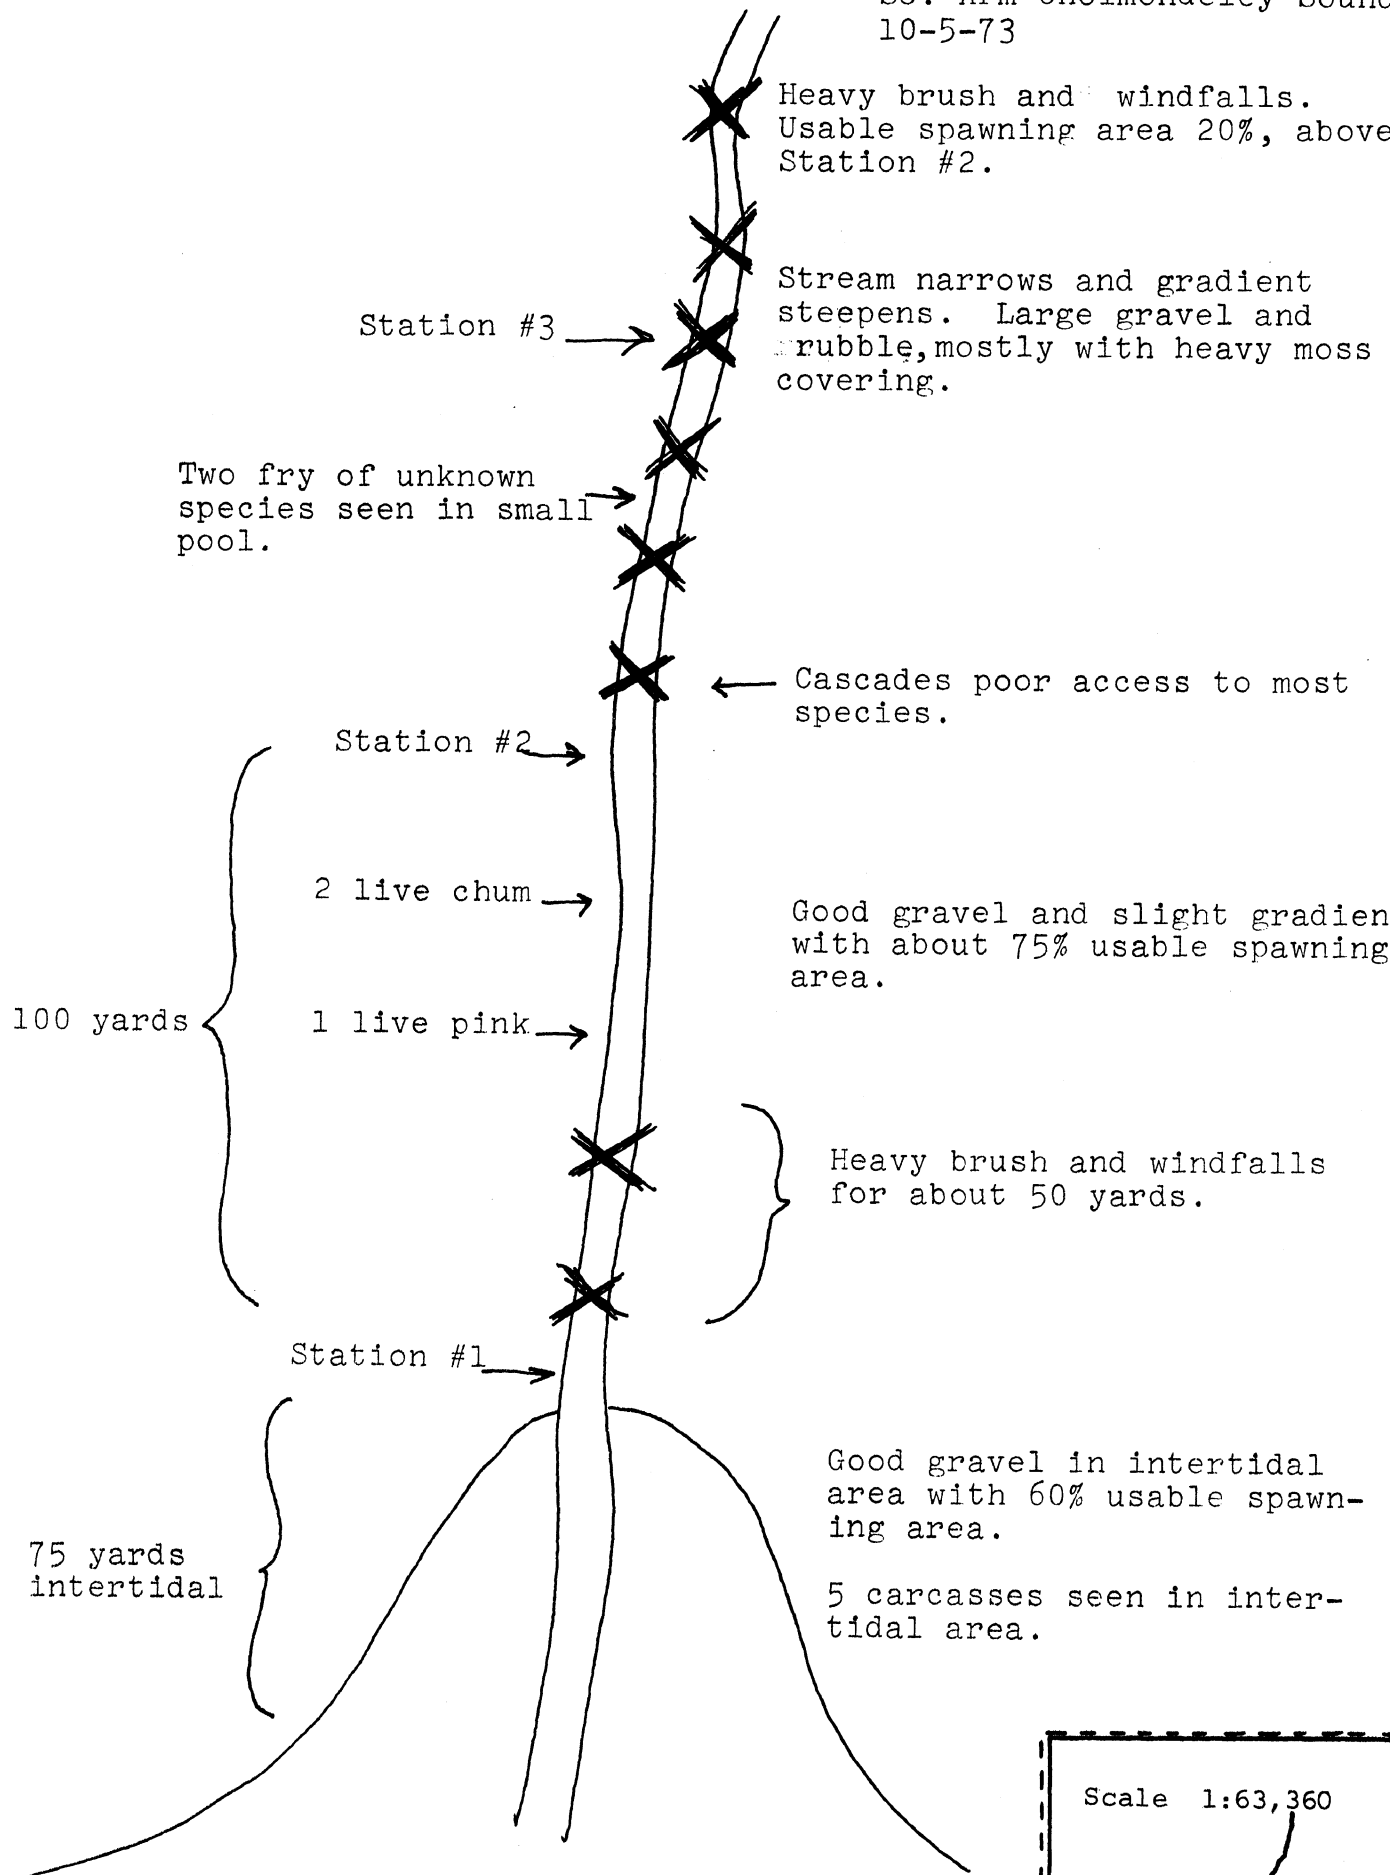 10-5-73
Heavy brush and windfalls.
Usable spawning area 20%, above
Station #2.
Stream narrows and gradient
steepens. Large gravel and
rubble, mostly with heavy moss
covering.
Station #3
Two fry of unknown
species seen in small
pool.
Cascades poor access to most
species.
Station #2
2 live chum
Good gravel and slight gradien
with about 75% usable spawning
area.
100 yards
1 live pink
Heavy brush and windfalls
for about 50 yards.
Station #1
Good gravel in intertidal
area with 60% usable spawn-
ing area.
75 yards
intertidal
5 carcasses seen in inter-
tidal area.
Scale 1:63,360